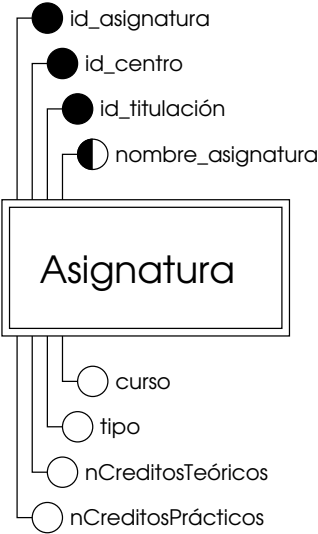 id_asignatura
id_centro
id_titulación
nombre_asignatura
Asignatura
curso
tipo
nCreditosTeóricos
nCreditosPrácticos